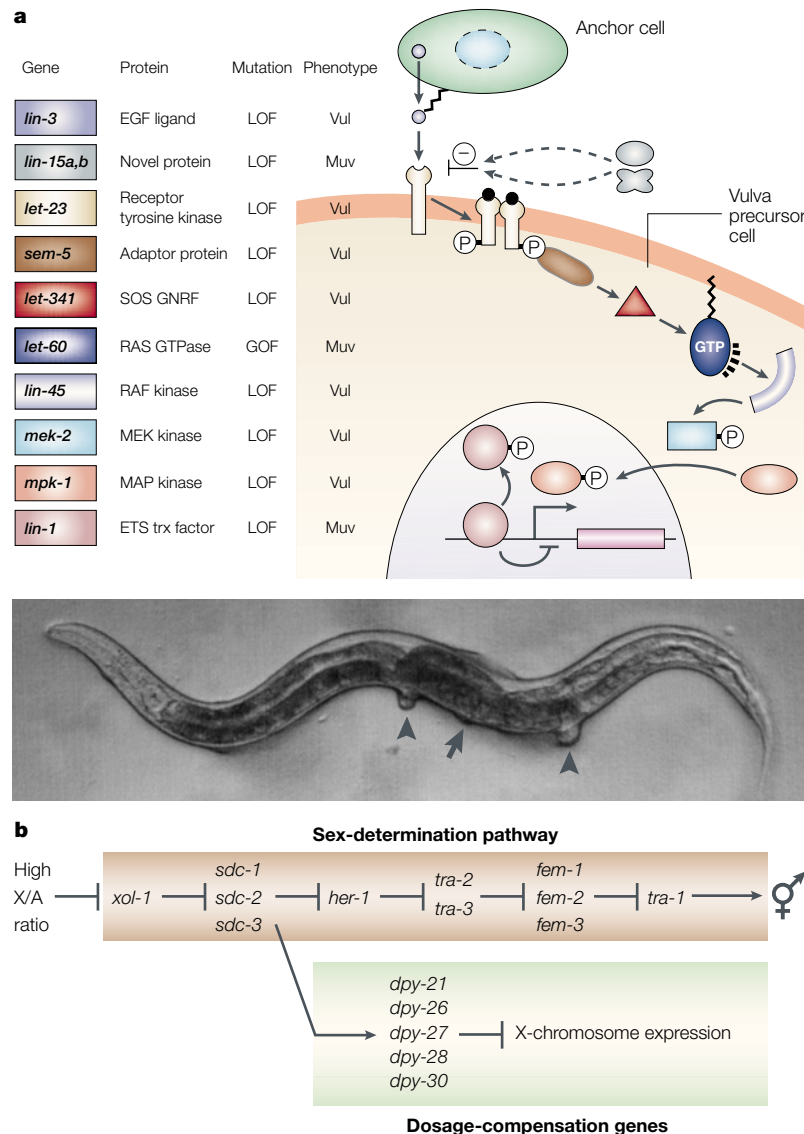 a
Anchor cell
Gene Protein Mutation Phenotype
lin-3 EGF ligand LOF Vul
lin-15a,b Novel protein LOF Muv
let-23 Receptor tyrosine kinase LOF Vul
sem-5 Adaptor protein LOF Vul
let-341 SOS GNRF LOF Vul
let-60 RAS GTPase GOF Muv
lin-45 RAF kinase LOF Vul
mek-2 MEK kinase LOF Vul
mpk-1 MAP kinase LOF Vul
lin-1 ETS trx factor LOF Muv
–
Vulva
precursor
cell
P P
GTP
P
P
P
b
Sex-determination pathway
High
X/A
ratio
xol-1
sdc-1
sdc-2
sdc-3
her-1
tra-2
tra-3
fem-1
fem-2
fem-3
tra-1
dpy-21
dpy-26
dpy-27
dpy-28
dpy-30
X-chromosome expression
Dosage-compensation genes